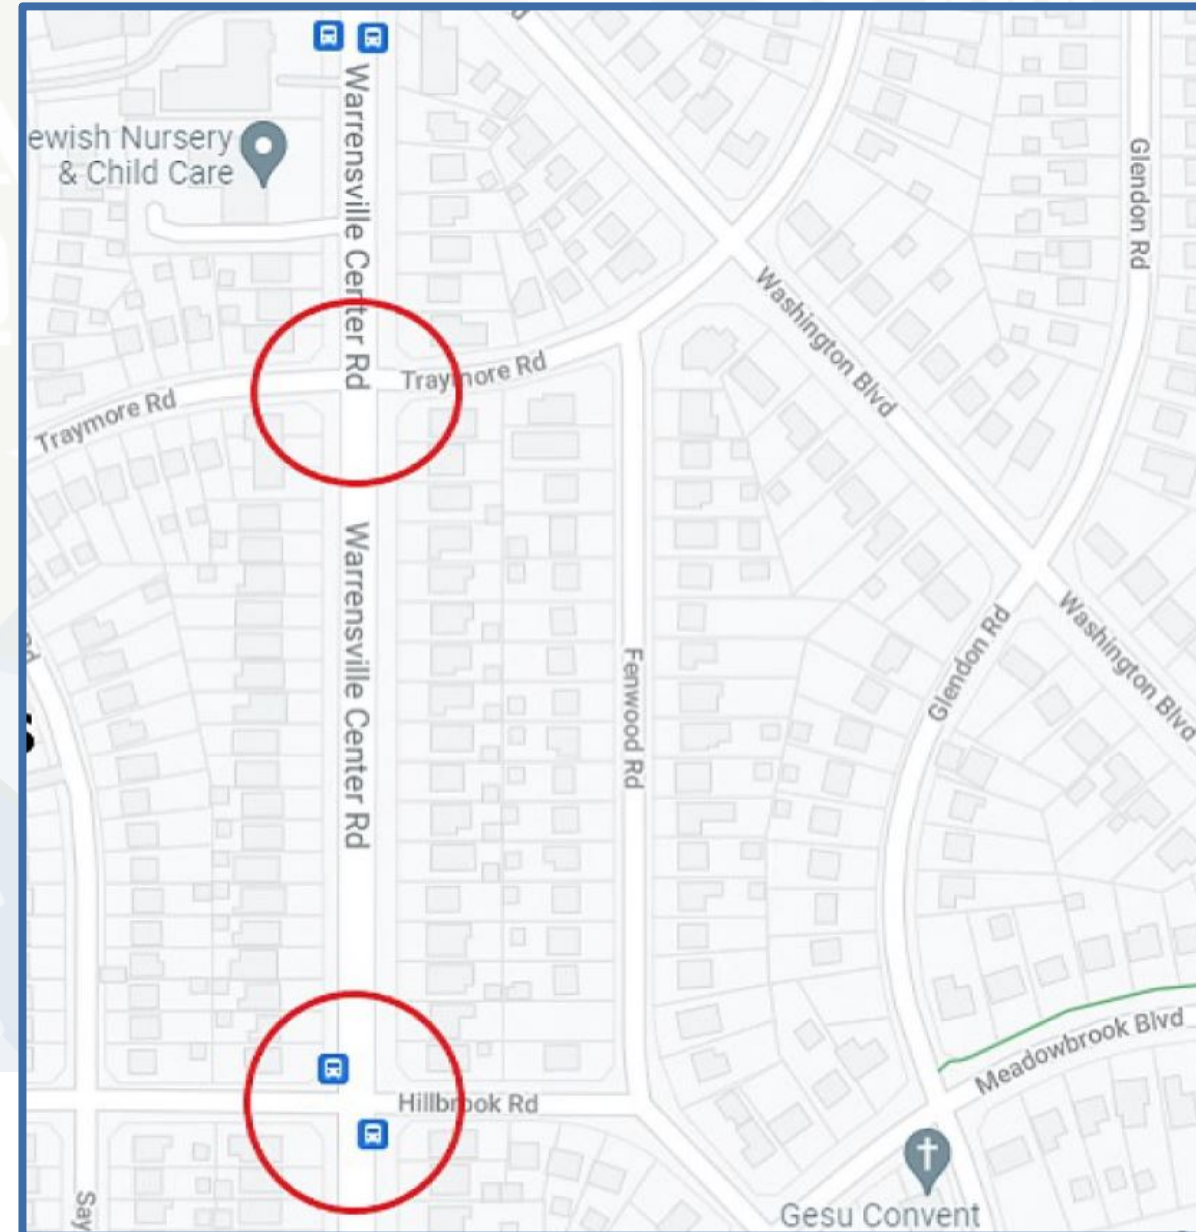 ewish Nursery
& Child Care
Warrensville Center Rd
Glendon Rd
Washington Blvd
Traymore Rd
Traymore Rd
Warrensville Center Rd
Fenwood Rd
Glendon Rd
Washington Blvd
Meadowbrook Blvd
Hillbrook Rd
Say
Gesu Convent